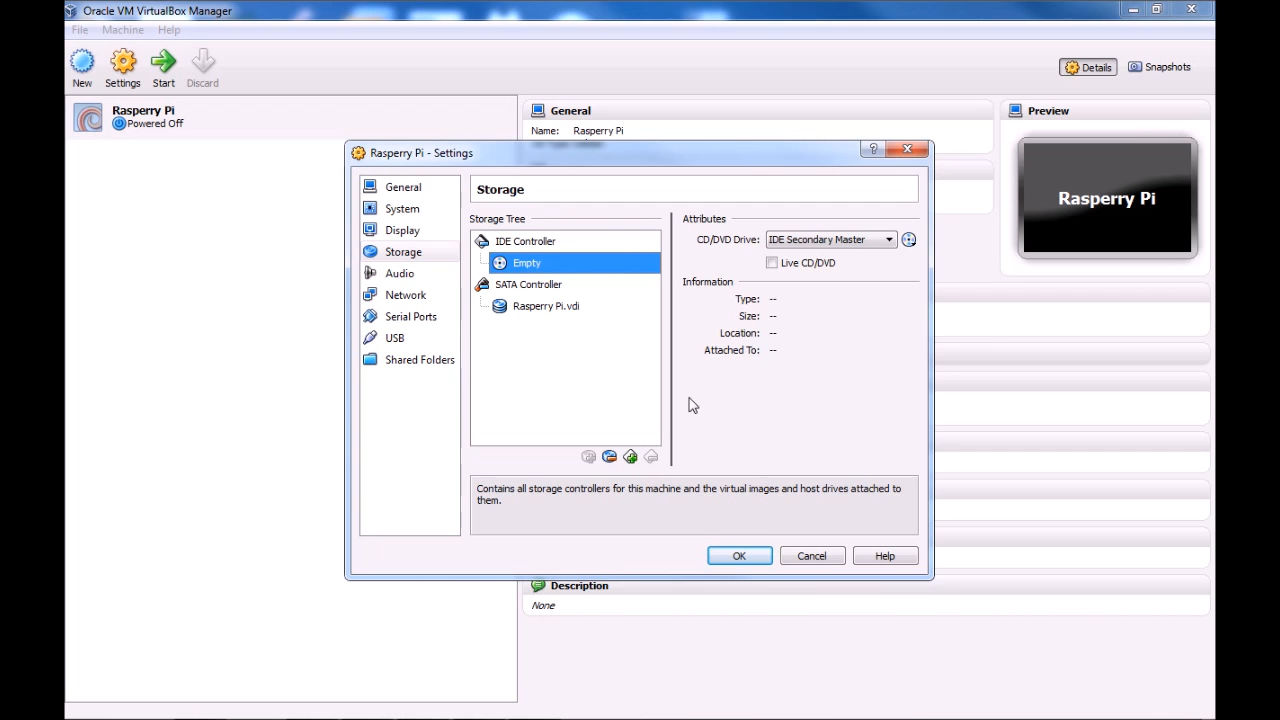 Oracle VM VirtualBox Manager
File Machine Help
New Settings Start Discard
Details Snapshots
Rasperry Pi
Powered Off
General
Name: Rasperry Pi
Preview
Rasperry Pi
Rasperry Pi - Settings
?
General
System
Display
Storage
Audio
Network
Serial Ports
USB
Shared Folders
Storage
Storage Tree
IDE Controller
Empty
SATA Controller
Rasperry Pi.vdi
Attributes
CD/DVD Drive: IDE Secondary Master
Live CD/DVD
Information
Type: --
Size: --
Location: --
Attached To: --
Contains all storage controllers for this machine and the virtual images and host drives attached to
them.
OK Cancel Help
Description
None